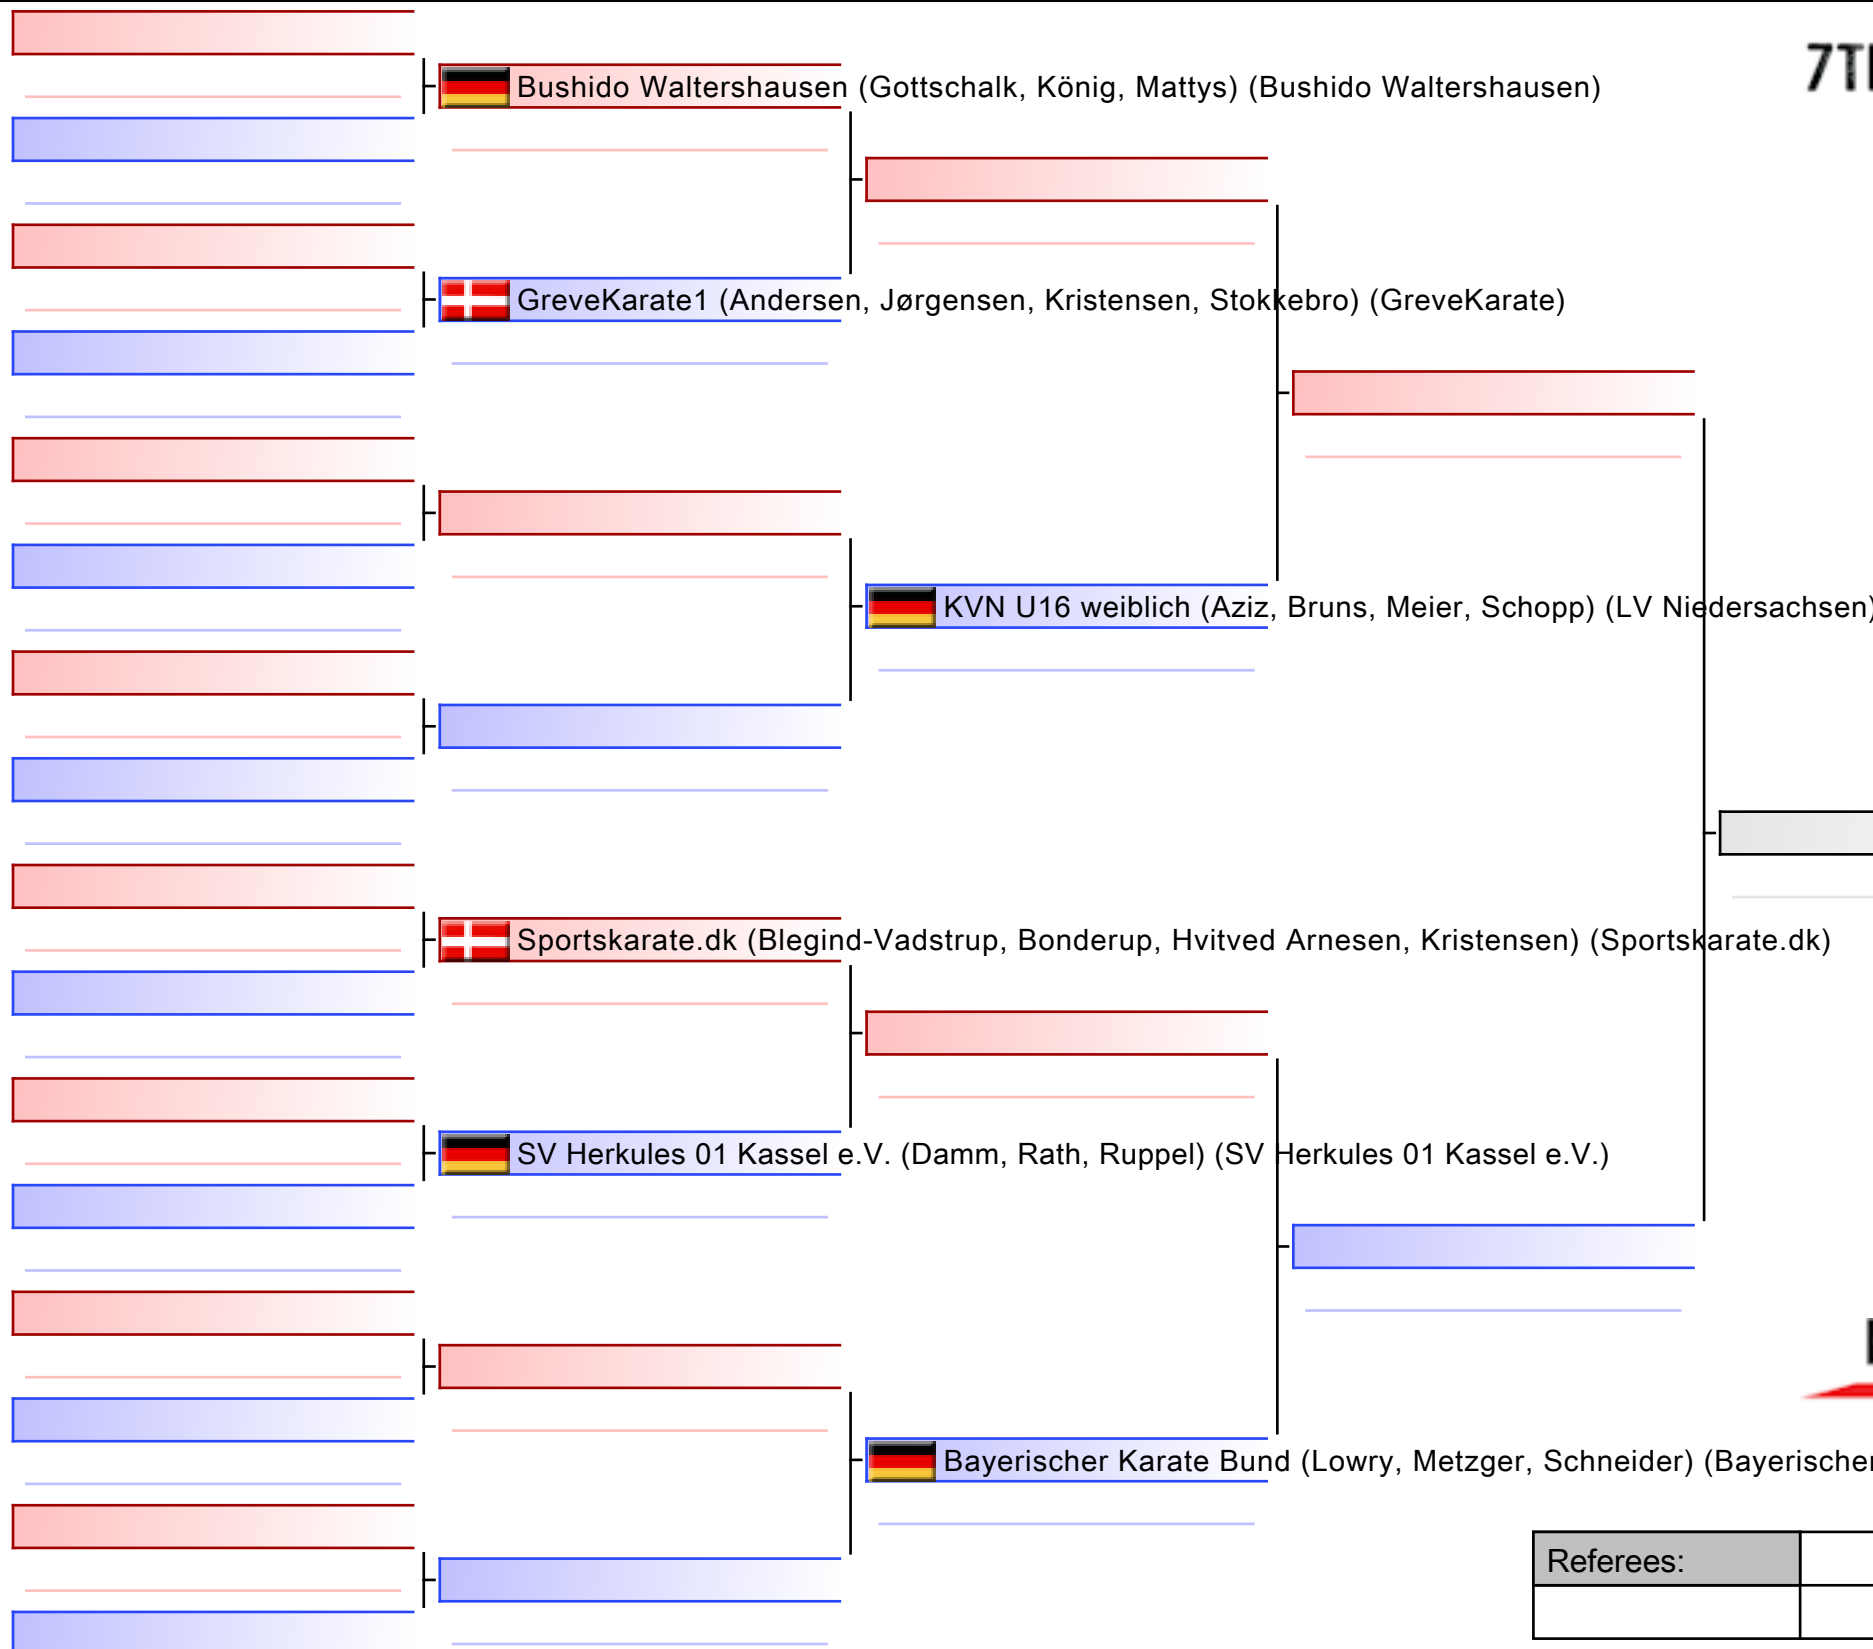 7T
Bushido Waltershausen (Gottschalk, König, Mattys) (Bushido Waltershausen)
GreveKarate1 (Andersen, Jørgensen, Kristensen, Stokkebro) (GreveKarate)
KVN U16 weiblich (Aziz, Bruns, Meier, Schopp) (LV Niedersachsen)
Sportskarate.dk (Blegind-Vadstrup, Bonderup, Hvitved Arnesen, Kristensen) (Sportskarate.dk)
SV Herkules 01 Kassel e.V. (Damm, Rath, Ruppel) (SV Herkules 01 Kassel e.V.)
Bayerischer Karate Bund (Lowry, Metzger, Schneider) (Bayerischer
Referees: